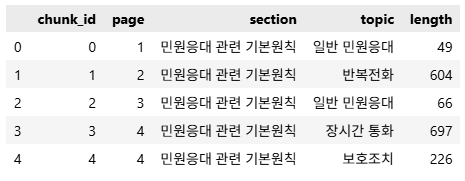 chunk_id page section topic length
0 0 1 민원응대 관련 기본원칙 일반 민원응대 49
1 1 2 민원응대 관련 기본원칙 반복전화 604
2 2 3 민원응대 관련 기본원칙 일반 민원응대 66
3 3 4 민원응대 관련 기본원칙 장시간 통화 697
4 4 4 민원응대 관련 기본원칙 보호조치 226